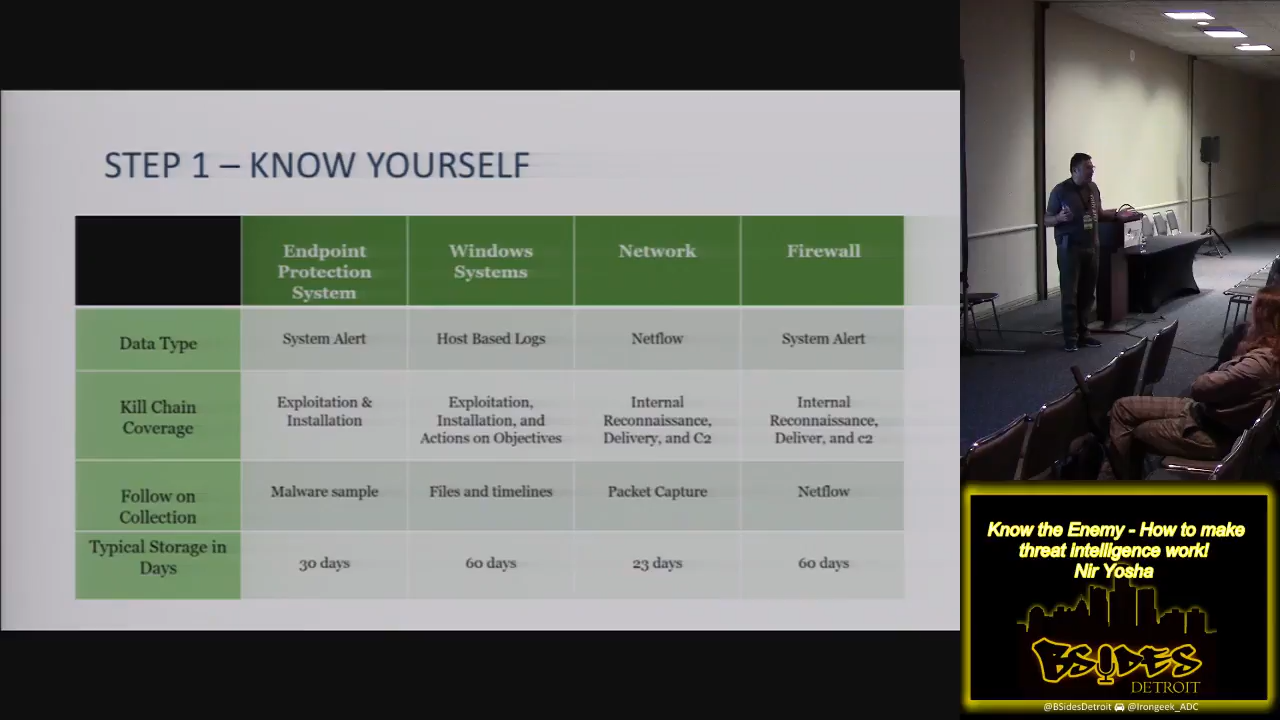 STEP 1 – KNOW YOURSELF
Endpoint
Protection
System
Windows
Systems
Network
Firewall
Data Type
System Alert
Host Based Logs
Netflow
System Alert
Kill Chain
Coverage
Exploitation &
Installation
Exploitation,
Installation, and
Actions on Objectives
Internal
Reconnaissance,
Delivery, and C2
Internal
Reconnaissance,
Deliver, and c2
Follow on
Collection
Malware sample
Files and timelines
Packet Capture
Netflow
Typical Storage in
Days
30 days
60 days
23 days
60 days
Know the Enemy - How to make
threat intelligence work!
Nir Yosha
BSIDES
DETROIT
@BSidesDetroit @Irongeek_ADC